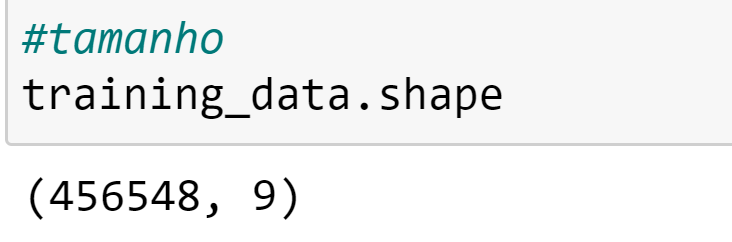 #tamanho
training_data.shape
(456548, 9)